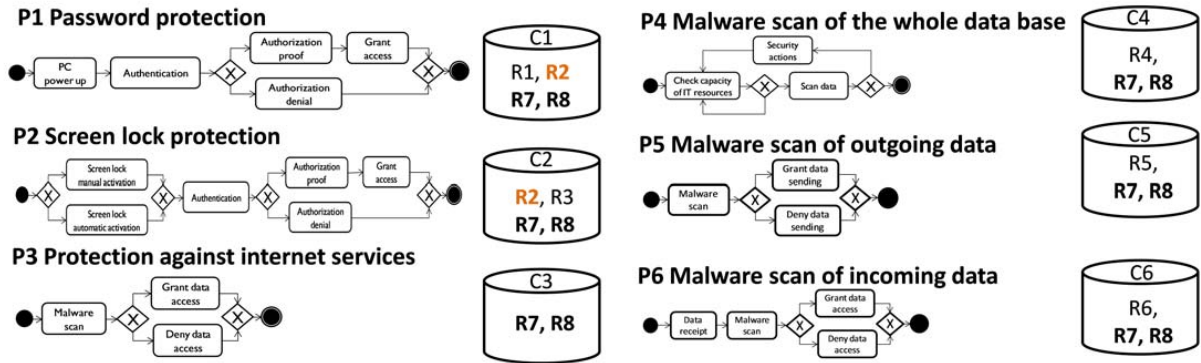 P1 Password protection
PC
power up
Authentication
X
Authorization
proof
Grant
access
Authorization
denial
X
C1
R1, R2
R7, R8
P2 Screen lock protection
X
Screen lock
manual activation
Screen lock
automatic activation
X
Authentication
X
Authorization
proof
Grant
access
Authorization
denial
X
C2
R2, R3
R7, R8
P3 Protection against internet services
Malware
scan
X
Grant data
access
Deny data
access
X
C3
R7, R8
P4 Malware scan of the whole data base
Security
actions
Check capacity
of IT resources
X
Scan data
X
C4
R4,
R7, R8
P5 Malware scan of outgoing data
Malware
scan
X
Grant data
sending
Deny data
sending
X
C5
R5,
R7, R8
P6 Malware scan of incoming data
Data
receipt
Malware
scan
X
Grant data
access
Deny data
access
X
C6
R6,
R7, R8